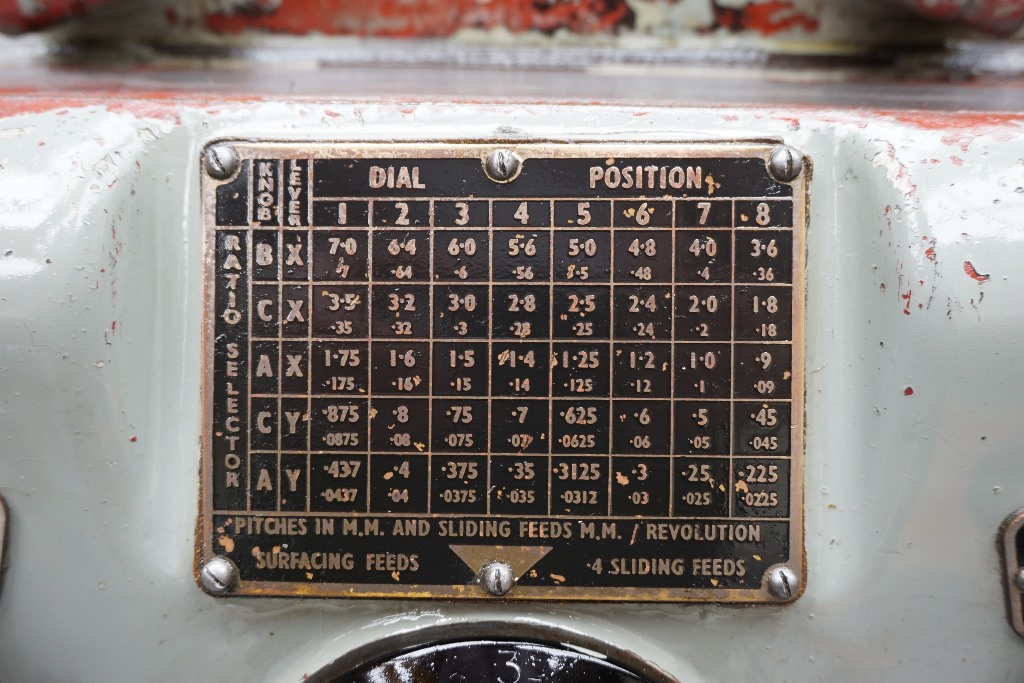 KNOB LEVER DIAL POSITION
1 2 3 4 5 6 7 8
RATIO SELECTOR
B X 7·0 6·4 6·0 5·6 5·0 4·8 4·0 3·6
·7 ·64 ·6 ·56 ·5 ·48 ·4 ·36
C X 3·5 3·2 3·0 2·8 2·5 2·4 2·0 1·8
·35 ·32 ·3 ·28 ·25 ·24 ·2 ·18
A X 1·75 1·6 1·5 1·4 1·25 1·2 1·0 ·9
·175 ·16 ·15 ·14 ·125 ·12 ·1 ·09
C Y ·875 ·8 ·75 ·7 ·625 ·6 ·5 ·45
·0875 ·08 ·075 ·07 ·0625 ·06 ·05 ·045
A Y ·437 ·4 ·375 ·35 ·3125 ·3 ·25 ·225
·0437 ·04 ·0375 ·035 ·0312 ·03 ·025 ·0225
PITCHES IN M.M. AND SLIDING FEEDS M.M. / REVOLUTION
SURFACING FEEDS ·4 SLIDING FEEDS
3